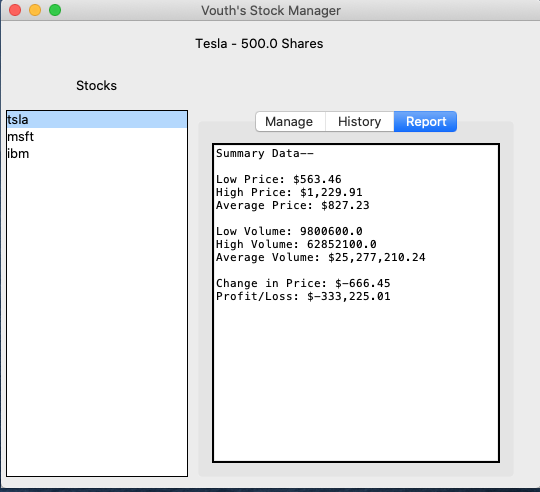 Vouth's Stock Manager
Tesla - 500.0 Shares
Stocks
tsla
msft
ibm
Manage History Report
Summary Data--
Low Price: $563.46
High Price: $1,229.91
Average Price: $827.23
Low Volume: 9800600.0
High Volume: 62852100.0
Average Volume: $25,277,210.24
Change in Price: $-666.45
Profit/Loss: $-333,225.01